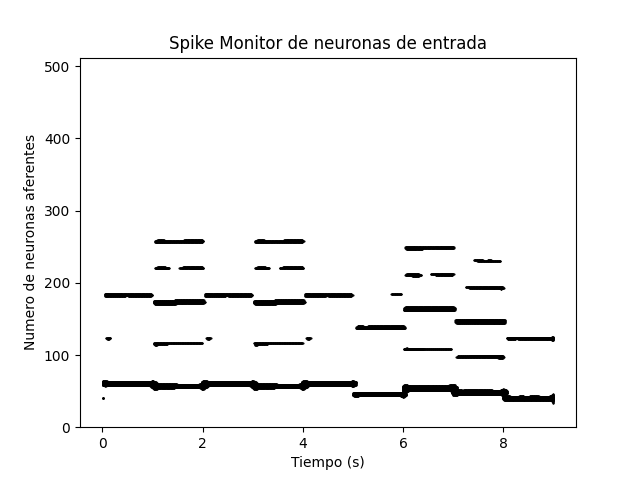 Spike Monitor de neuronas de entrada
500
400
300
200
100
0
Numero de neuronas aferentes
0 2 4 6 8
Tiempo (s)